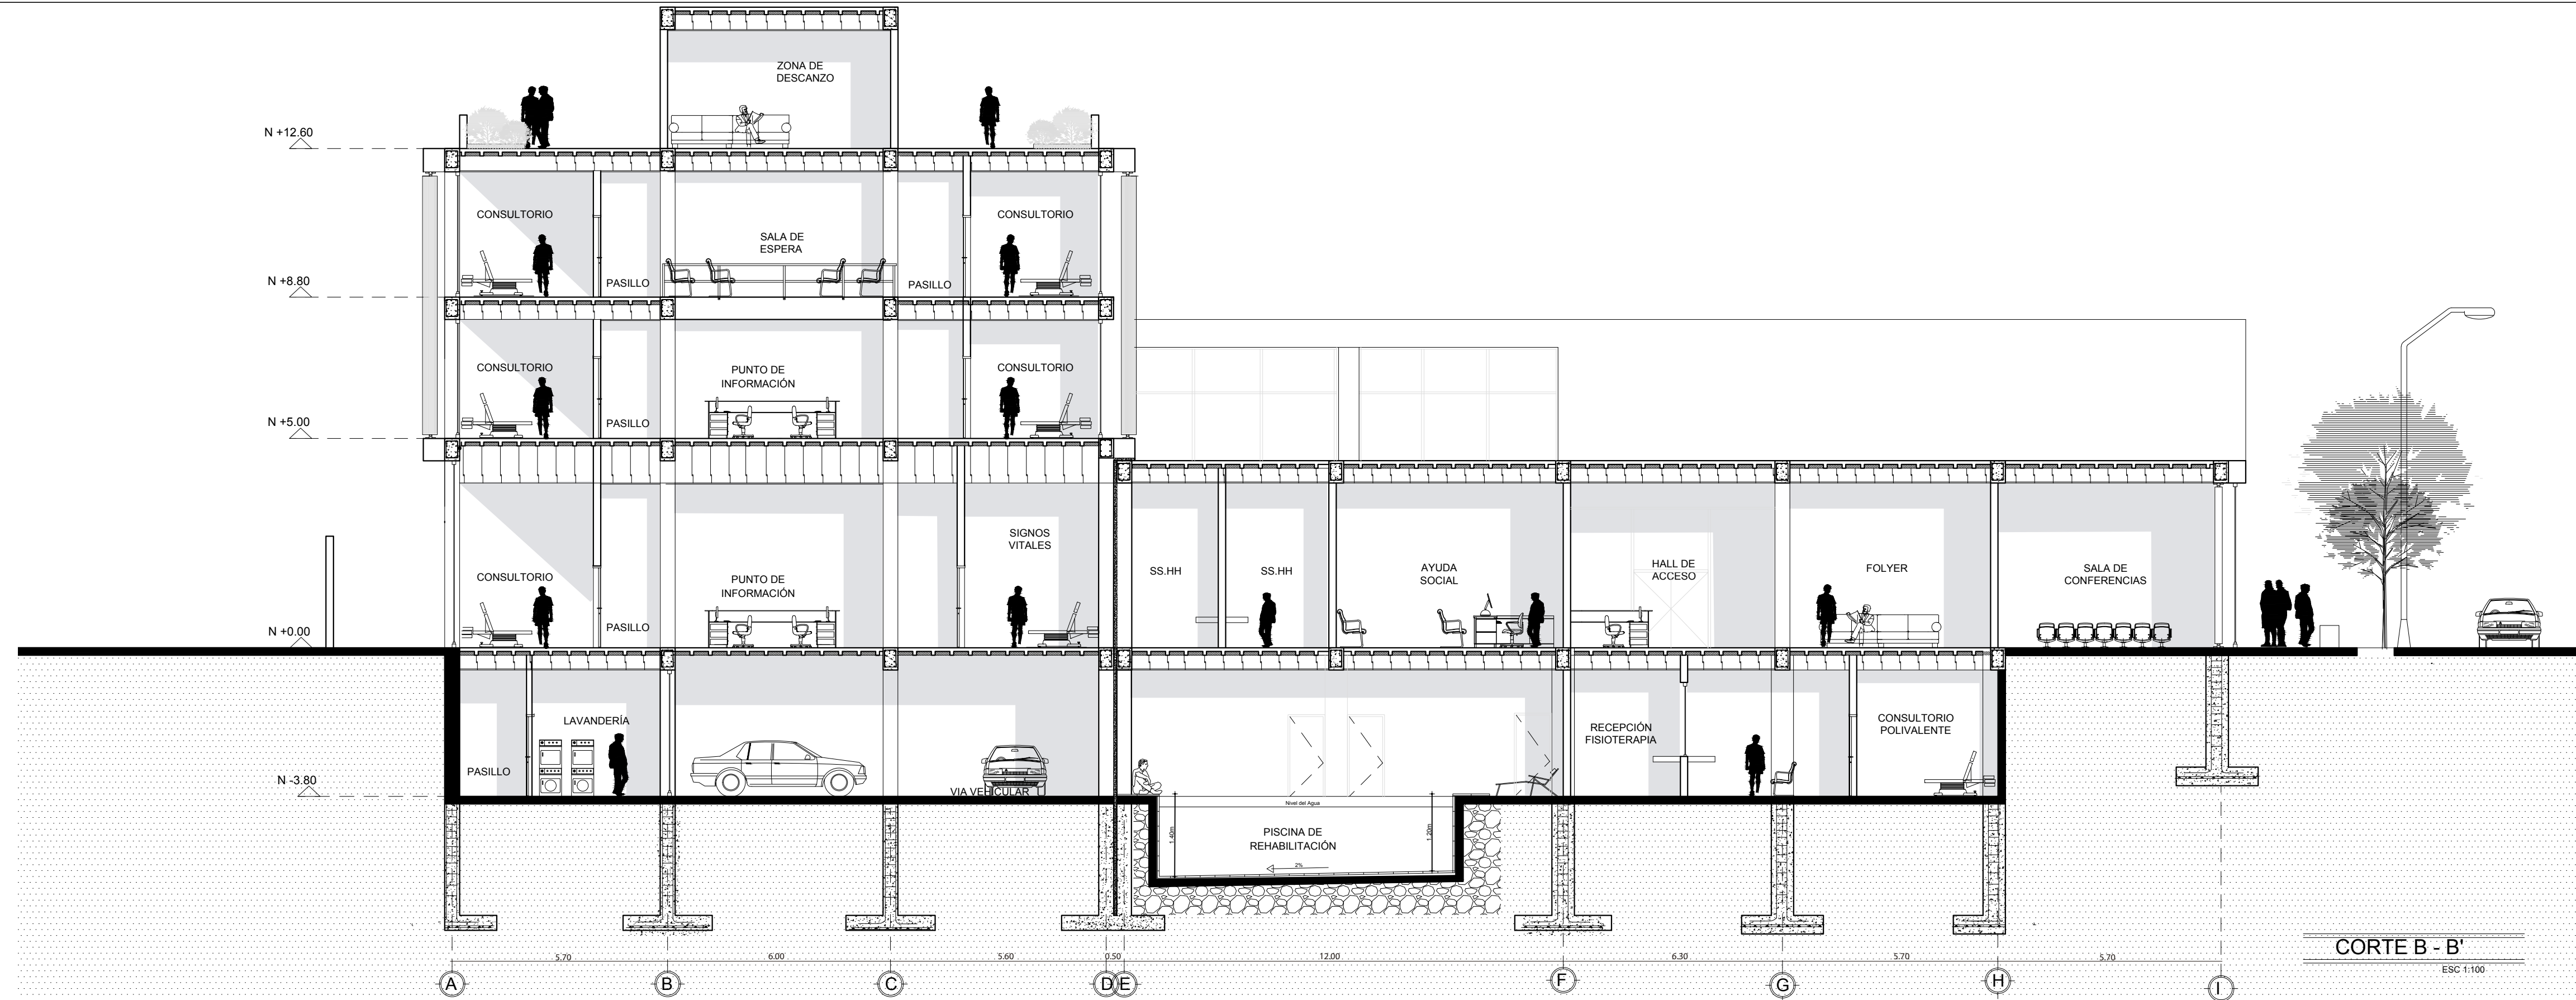 ZONA DE
DESCANZO
N +12.60
CONSULTORIO
CONSULTORIO
SALA DE
ESPERA
N +8.80
PASILLO
PASILLO
CONSULTORIO
PUNTO DE
INFORMACIÓN
CONSULTORIO
N +5.00
PASILLO
SIGNOS
VITALES
CONSULTORIO
PUNTO DE
INFORMACIÓN
SS.HH
SS.HH
AYUDA
SOCIAL
HALL DE
ACCESO
FOLYER
SALA DE
CONFERENCIAS
N +0.00
PASILLO
LAVANDERÍA
RECEPCIÓN
FISIOTERAPIA
CONSULTORIO
POLIVALENTE
N -3.80
PASILLO
VIA VEHICULAR
Nivel del Agua
1.40m
PISCINA DE
REHABILITACIÓN
1.20m
2%
5.70
6.00
5.60
0.50
12.00
6.30
5.70
5.70
A
B
C
D
E
F
G
H
I
CORTE B - B'
ESC 1:100